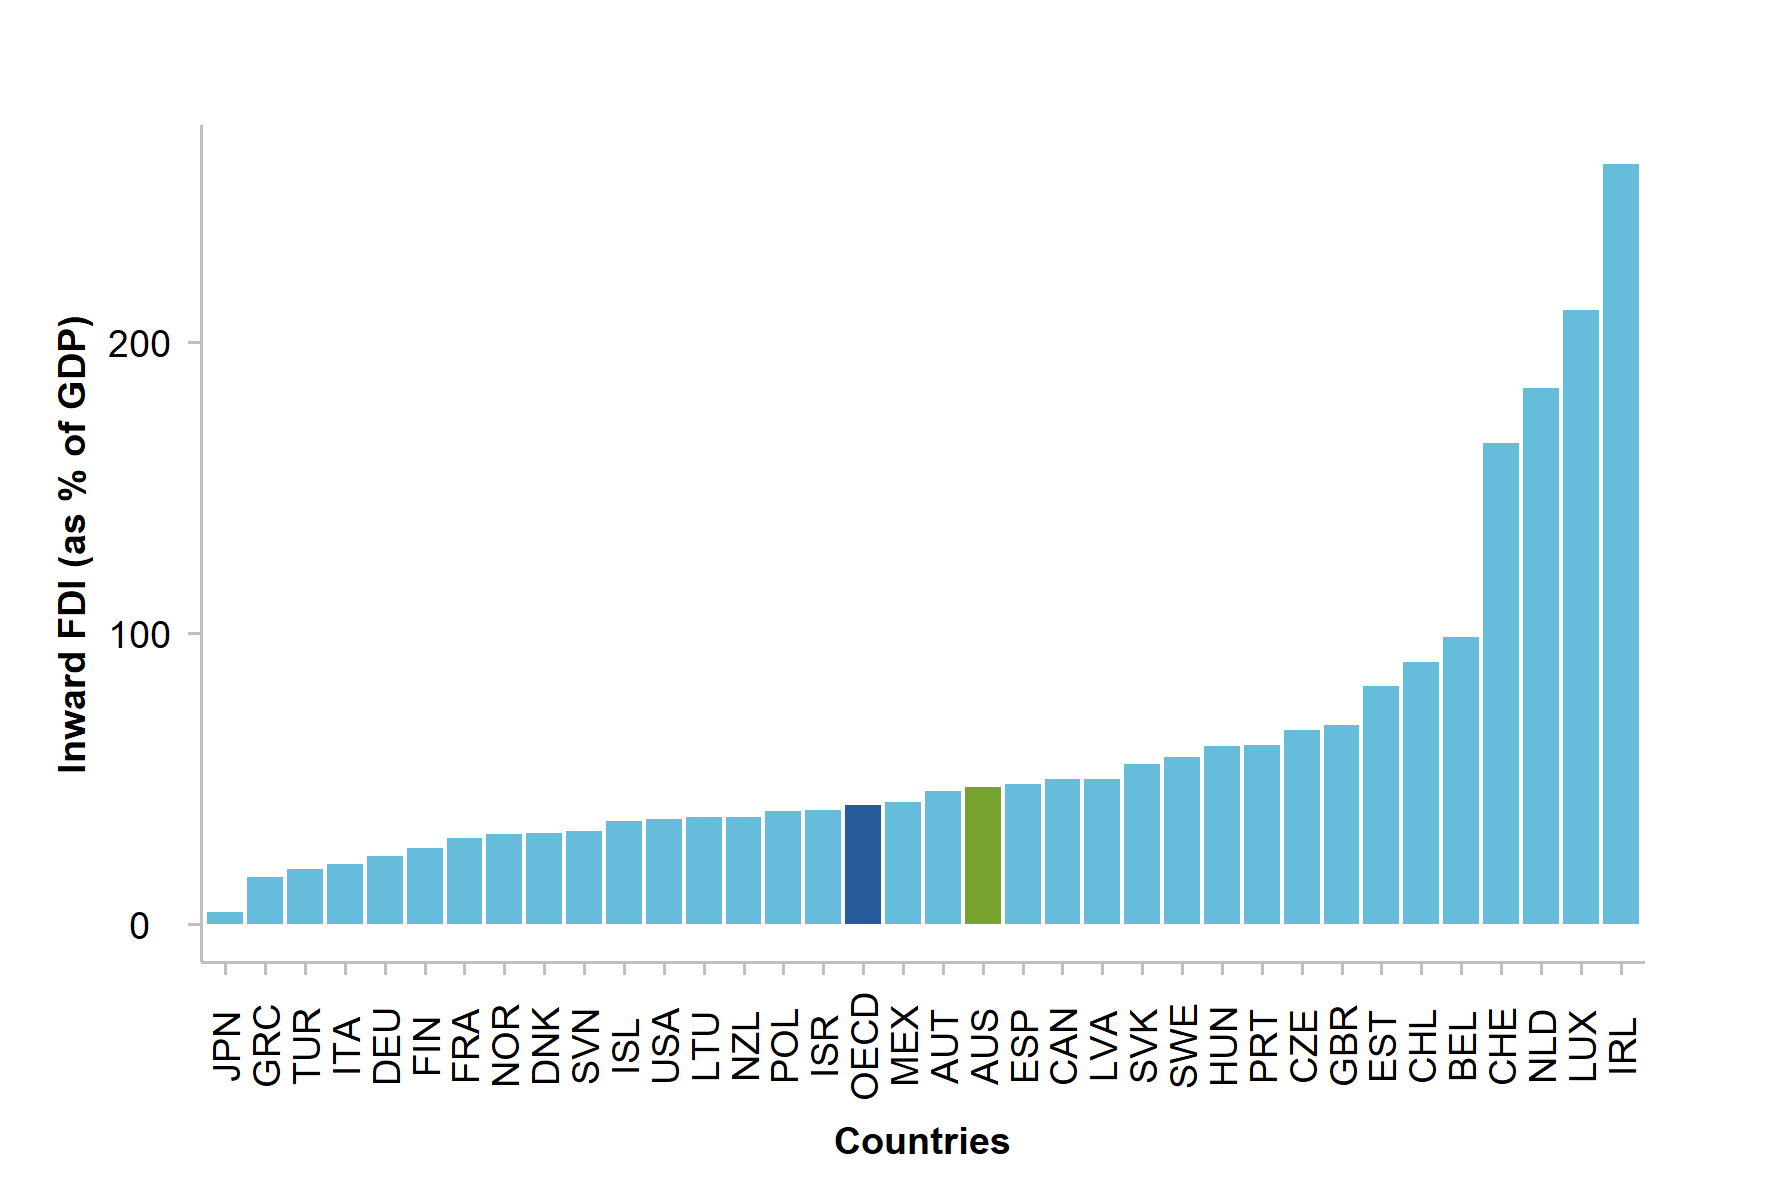 Inward FDI (as % of GDP)
200
100
0
JPN
GRC
TUR
ITA
DEU
FIN
FRA
NOR
DNK
SVN
ISL
USA
LTU
NZL
POL
ISR
OECD
MEX
AUT
AUS
ESP
CAN
LVA
SVK
SWE
HUN
PRT
CZE
GBR
EST
CHL
BEL
CHE
NLD
LUX
IRL
Countries